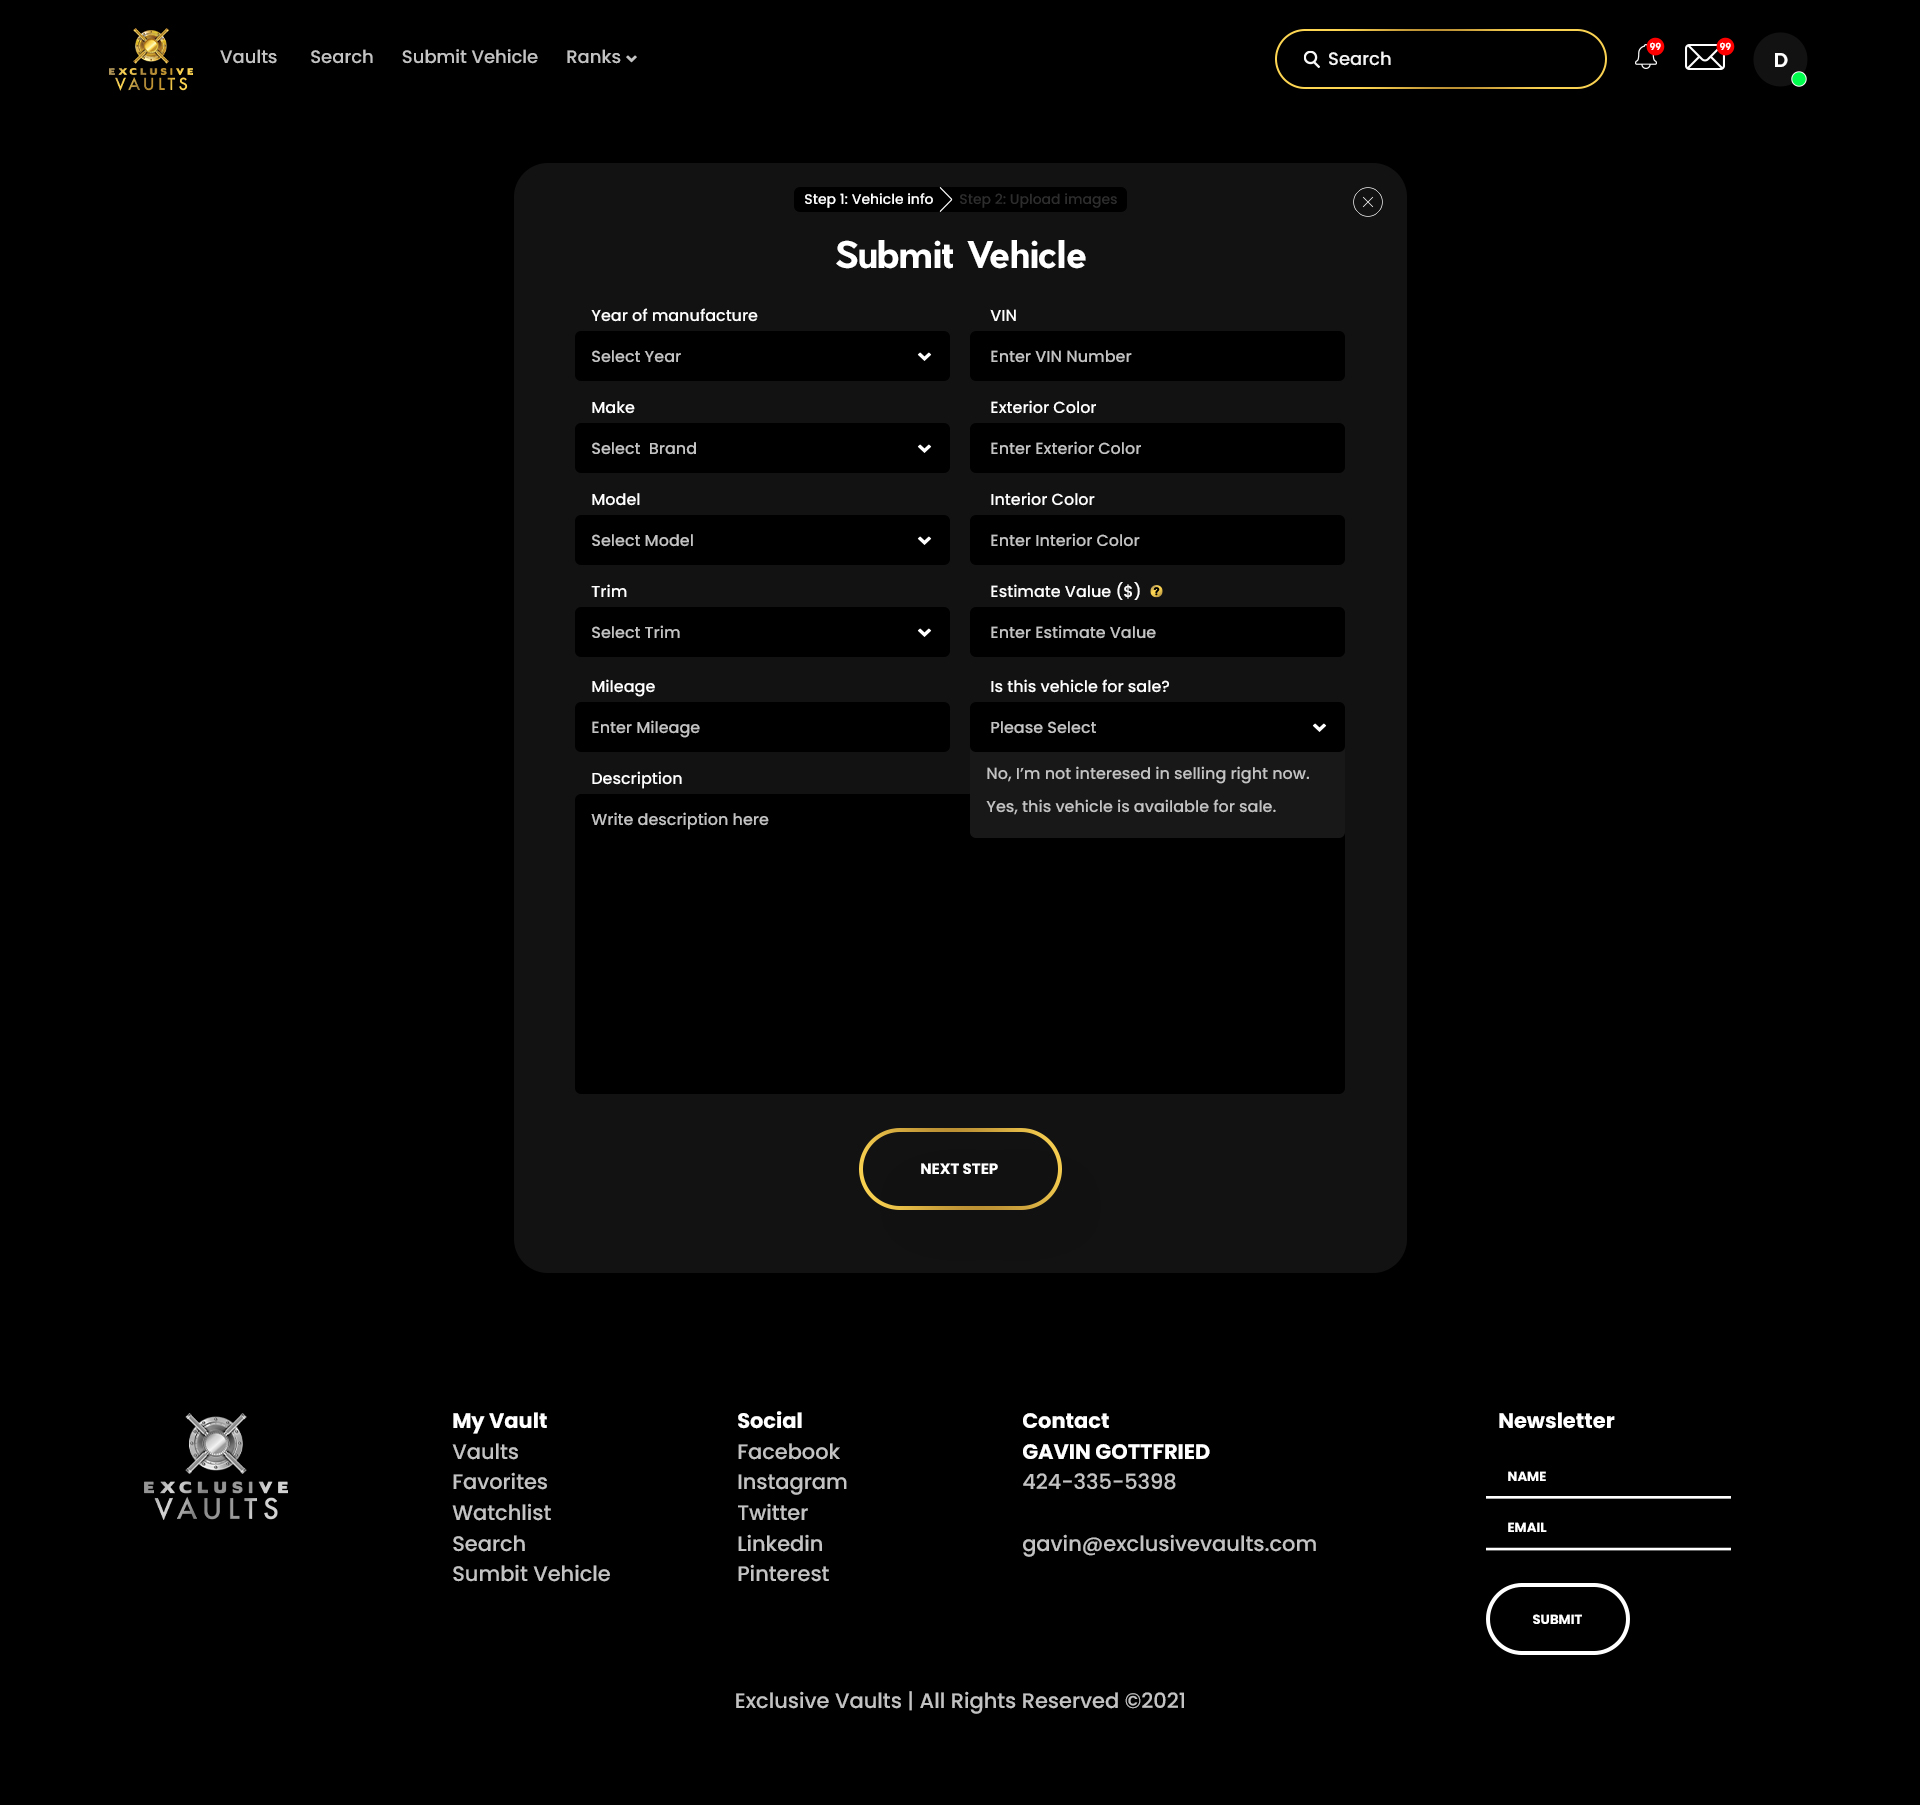 EXCLUSIVE
VAULTS
Vaults
Search
Submit Vehicle
Ranks
Search
99
99
D
Step 1: Vehicle info
Step 2: Upload images
Submit Vehicle
Year of manufacture
Select Year
VIN
Enter VIN Number
Make
Select Brand
Exterior Color
Enter Exterior Color
Model
Select Model
Interior Color
Enter Interior Color
Trim
Select Trim
Estimate Value ($) ?
Enter Estimate Value
Mileage
Enter Mileage
Is this vehicle for sale?
Please Select
No, I'm not interesed in selling right now.
Yes, this vehicle is available for sale.
Description
Write description here
NEXT STEP
EXCLUSIVE
VAULTS
My Vault
Vaults
Favorites
Watchlist
Search
Sumbit Vehicle
Social
Facebook
Instagram
Twitter
Linkedin
Pinterest
Contact
GAVIN GOTTFRIED
424-335-5398
gavin@exclusivevaults.com
Newsletter
NAME
EMAIL
SUBMIT
Exclusive Vaults | All Rights Reserved ©2021